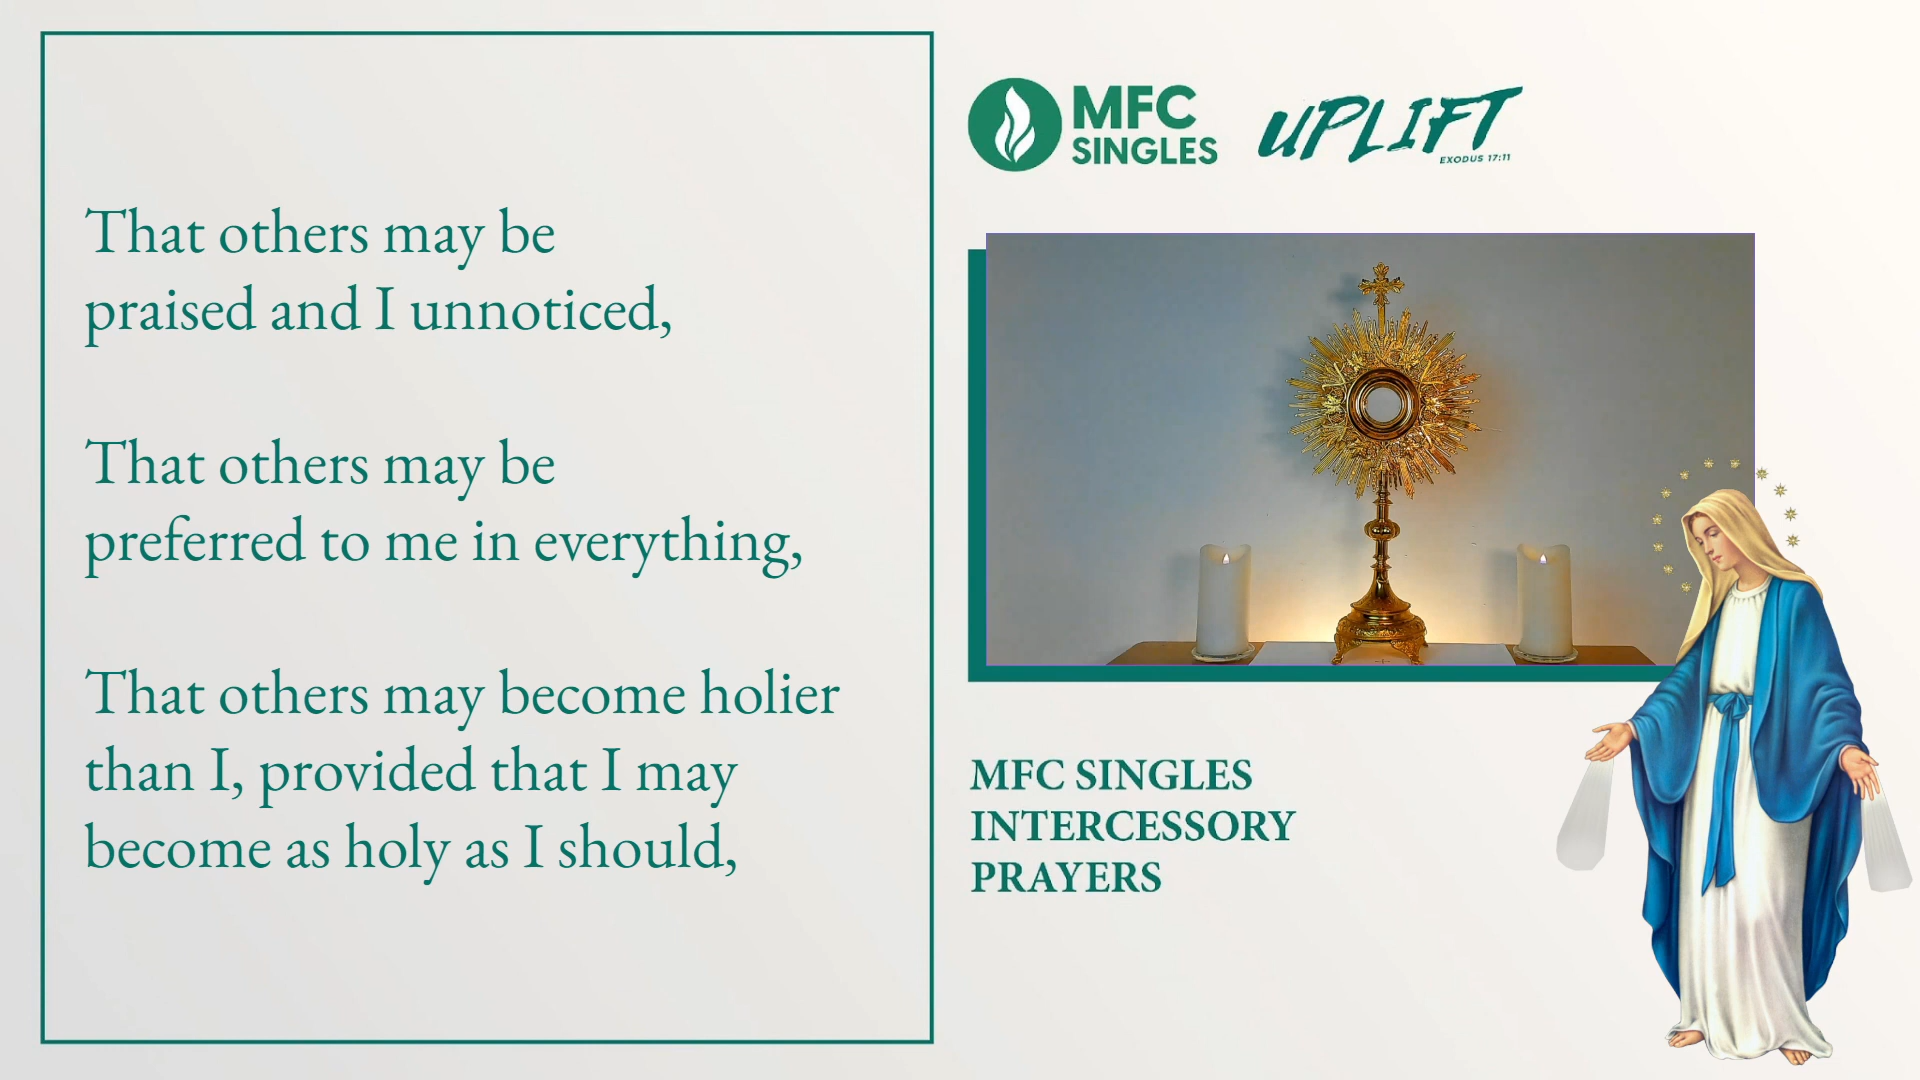 That others may be
praised and I unnoticed,
That others may be
preferred to me in everything,
That others may become holier
than I, provided that I may
become as holy as I should,
MFC
SINGLES
UPLIFT
EXODUS 17:11
MFC SINGLES
INTERCESSORY
PRAYERS